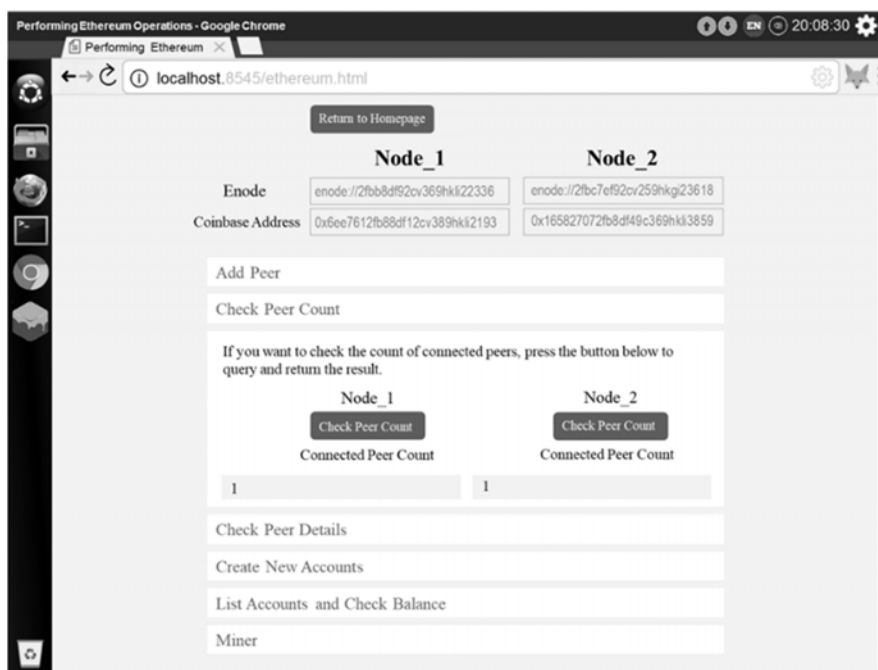 Performing Ethereum Operations - Google Chrome
EN 20:08:30
Performing Ethereum
localhost.8545/ethereum.html
Return to Homepage
Node_1 Node_2
Enode enode://2fbb8df92cv369hkli22336 enode://2fbc7ef92cv259hkgi23618
Coinbase Address 0x6ee7612fb88df12cv389hkli2193 0x165827072fb8df49c369hkli3859
Add Peer
Check Peer Count
If you want to check the count of connected peers, press the button below to
query and return the result.
Node_1 Node_2
Check Peer Count Check Peer Count
Connected Peer Count Connected Peer Count
1 1
Check Peer Details
Create New Accounts
List Accounts and Check Balance
Miner